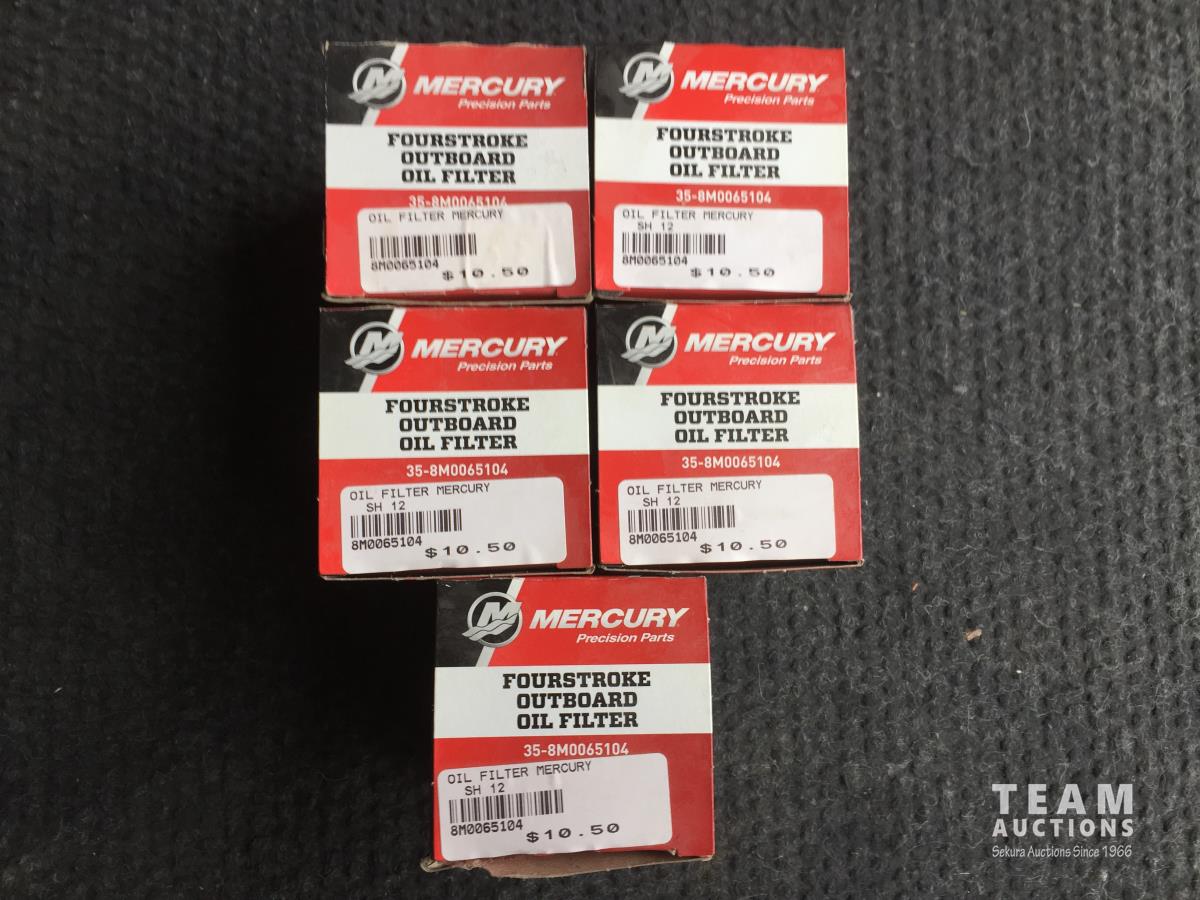 MERCURY
Precision Parts
FOURSTROKE
OUTBOARD
OIL FILTER
35-8M0065104
OIL FILTER MERCURY
8M0065104
$10.50
MERCURY
Precision Parts
FOURSTROKE
OUTBOARD
OIL FILTER
35-8M0065104
OIL FILTER MERCURY
SH 12
8M0065104
$10.50
MERCURY
Precision Parts
FOURSTROKE
OUTBOARD
OIL FILTER
35-8M0065104
OIL FILTER MERCURY
SH 12
8M0065104
$10.50
MERCURY
Precision Parts
FOURSTROKE
OUTBOARD
OIL FILTER
35-8M0065104
OIL FILTER MERCURY
SH 12
8M0065104
$10.50
MERCURY
Precision Parts
FOURSTROKE
OUTBOARD
OIL FILTER
35-8M0065104
OIL FILTER MERCURY
SH 12
8M0065104
$10.50
TEAM
AUCTIONS
Sekura Auctions Since 1966